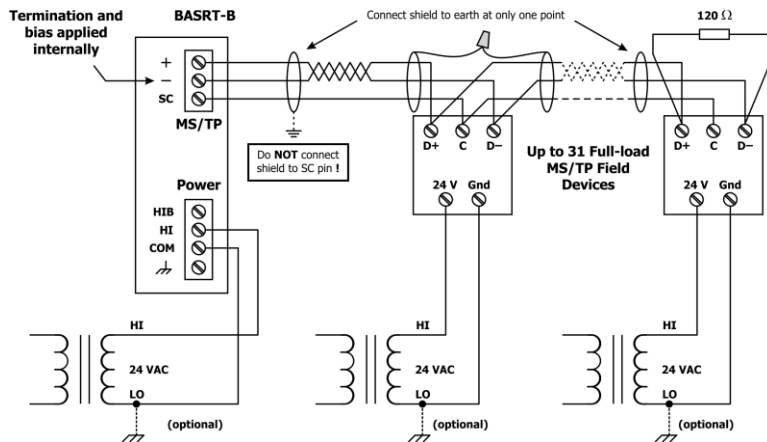 Termination and
bias applied
internally
BASRT-B
Connect shield to earth at only one point
120 Ω
+
−
SC
MS/TP
Do NOT connect
shield to SC pin !
D+ C D−
Up to 31 Full-load
MS/TP Field
Devices
D+ C D−
Power
24 V Gnd
24 V Gnd
HIB
HI
COM
HI
HI
HI
24 VAC
24 VAC
24 VAC
LO
LO
LO
(optional)
(optional)
(optional)